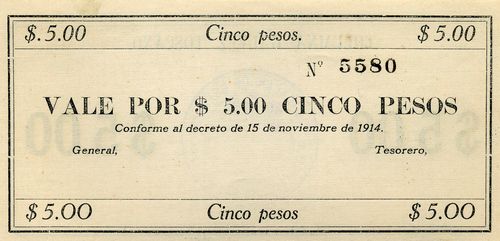 $.5.00 Cinco pesos. $ 5.00
Nº 5580
VALE POR $ 5.00 CINCO PESOS
Conforme al decreto de 15 de noviembre de 1914.
General, Tesorero,
$ 5.00 Cinco pesos $ 5.00